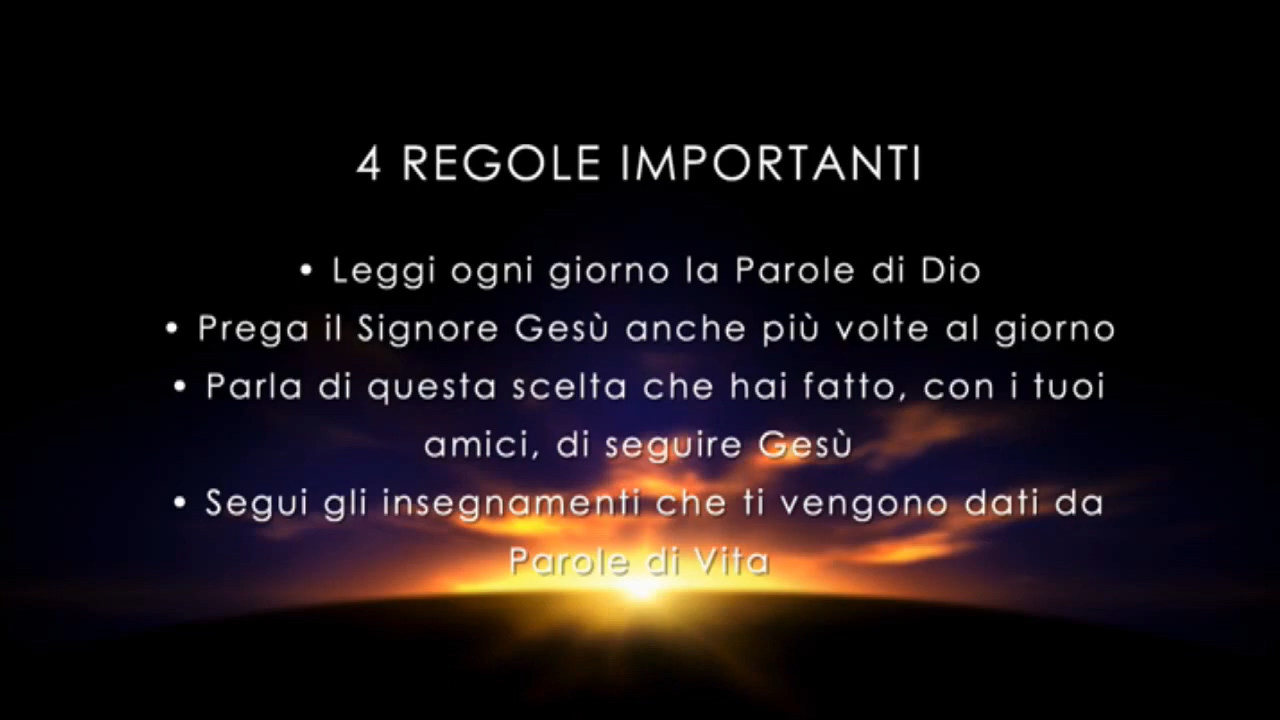 4 REGOLE IMPORTANTI
• Leggi ogni giorno la Parole di Dio
• Prega il Signore Gesù anche più volte al giorno
• Parla di questa scelta che hai fatto, con i tuoi
amici, di seguire Gesù
• Segui gli insegnamenti che ti vengono dati da
Parole di Vita